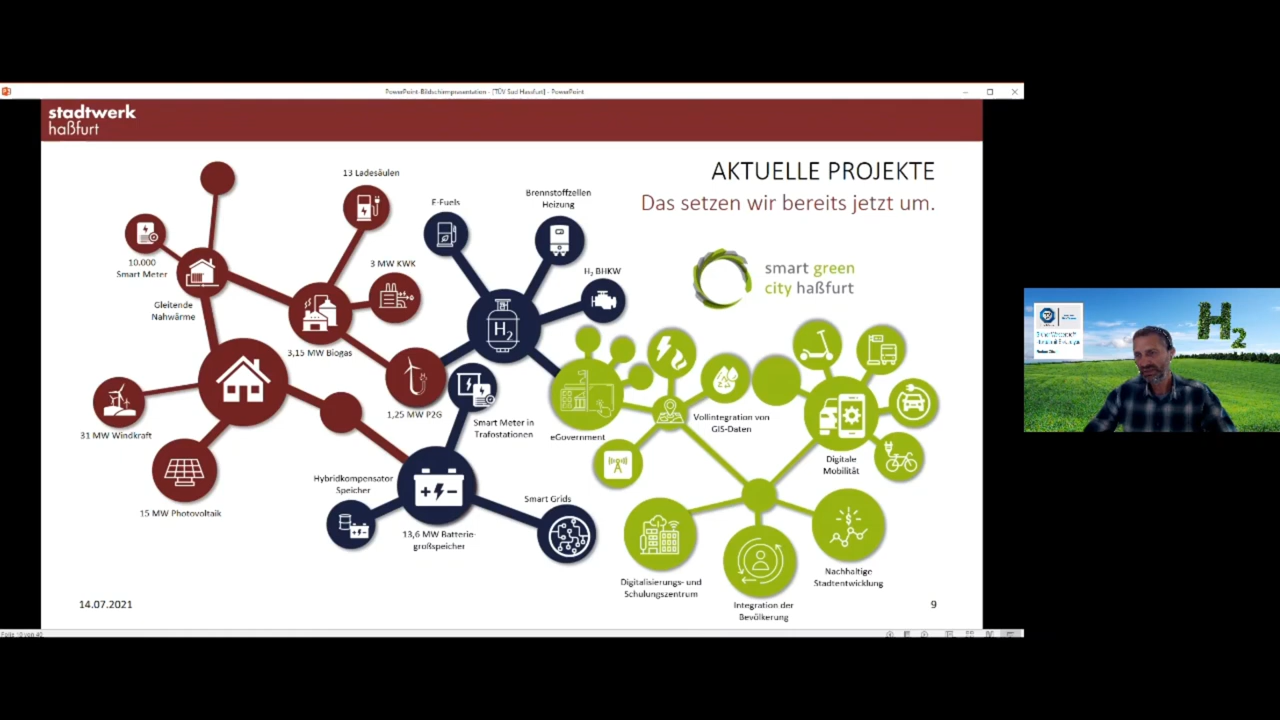 PowerPoint-Bildschirmpräsentation - [TÜV Süd Hassfurt] - PowerPoint
stadtwerk
haßfurt
AKTUELLE PROJEKTE
Das setzen wir bereits jetzt um.
smart green
city haßfurt
13 Ladesäulen
10.000
Smart Meter
Gleitende
Nahwärme
3 MW KWK
3,15 MW Biogas
1,25 MW P2G
31 MW Windkraft
15 MW Photovoltaik
E-Fuels
Brennstoffzellen
Heizung
H₂ BHKW
H₂
Smart Meter in
Trafostationen
Hybridkompensator
Speicher
13,6 MW Batterie-
großspeicher
Smart Grids
eGovernment
Vollintegration von
GIS-Daten
Digitale
Mobilität
Digitalisierungs- und
Schulungszentrum
Integration der
Bevölkerung
Nachhaltige
Stadtentwicklung
14.07.2021
9
H2